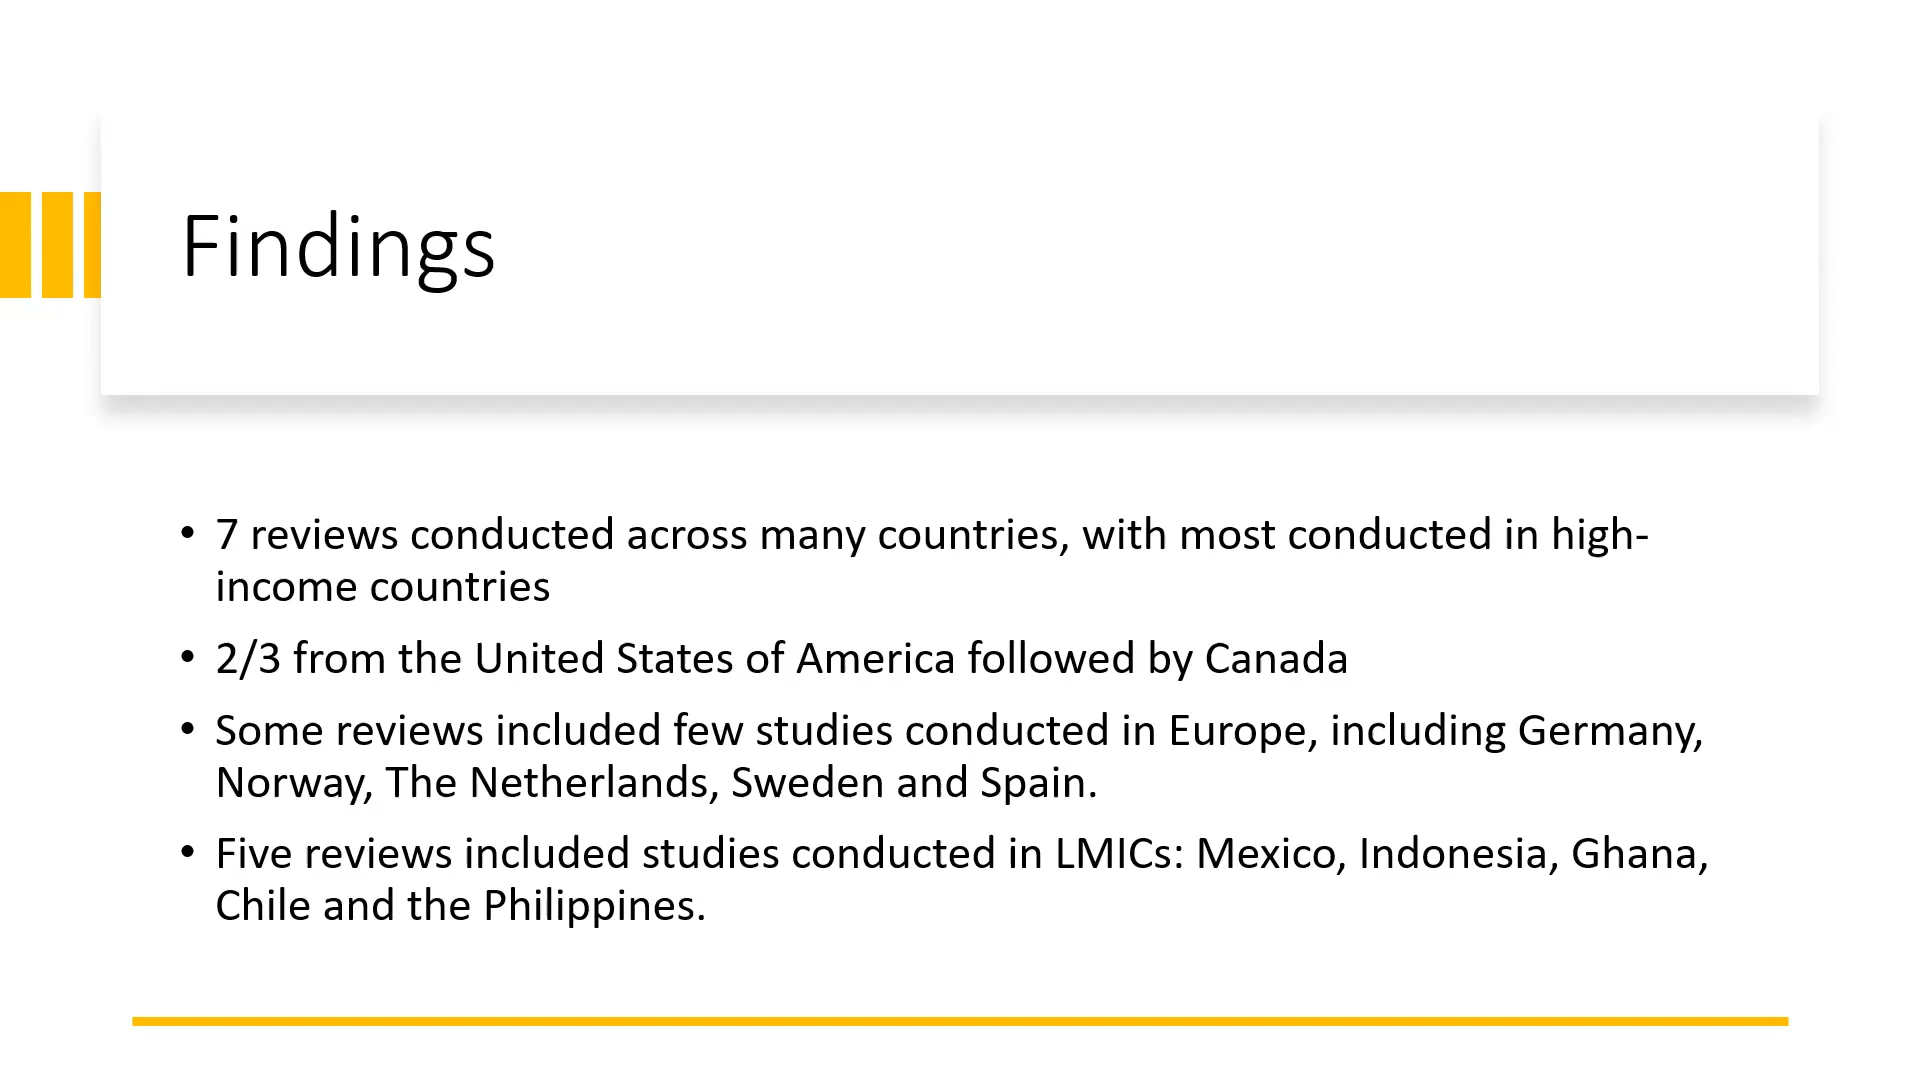 Findings
• 7 reviews conducted across many countries, with most conducted in high-
income countries
• 2/3 from the United States of America followed by Canada
• Some reviews included few studies conducted in Europe, including Germany,
Norway, The Netherlands, Sweden and Spain.
• Five reviews included studies conducted in LMICs: Mexico, Indonesia, Ghana,
Chile and the Philippines.